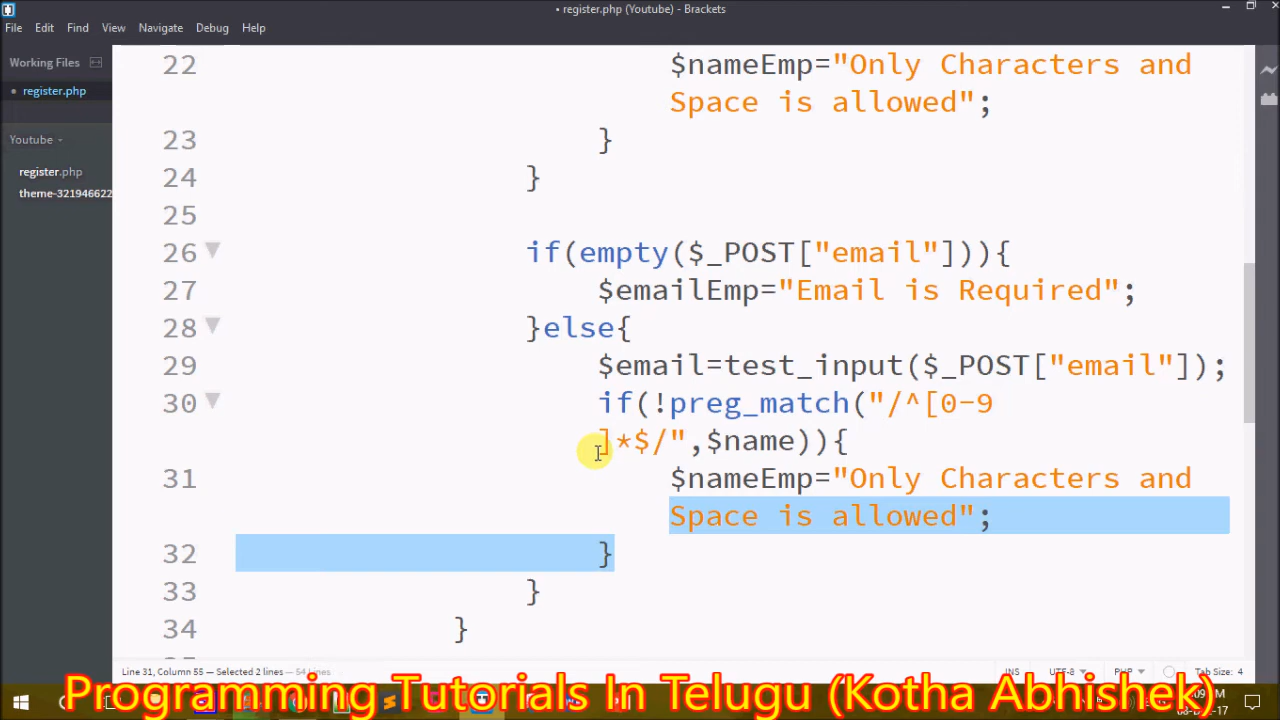 • register.php (Youtube) - Brackets
File Edit Find View Navigate Debug Help
Working Files
• register.php
Youtube
register.php
theme-321946622
22 $nameEmp="Only Characters and
Space is allowed";
23 }
24 }
25
26 if(empty($_POST["email"])){
27 $emailEmp="Email is Required";
28 }else{
29 $email=test_input($_POST["email"]);
30 if(!preg_match("/^[0-9
]*$/",$name)){
31 $nameEmp="Only Characters and
Space is allowed";
32 }
33 }
34 }
Line 31, Column 55 — Selected 2 lines — 54 Lines
INS UTF-8 PHP Tab Size: 4
Programming Tutorials In Telugu (Kotha Abhishek)